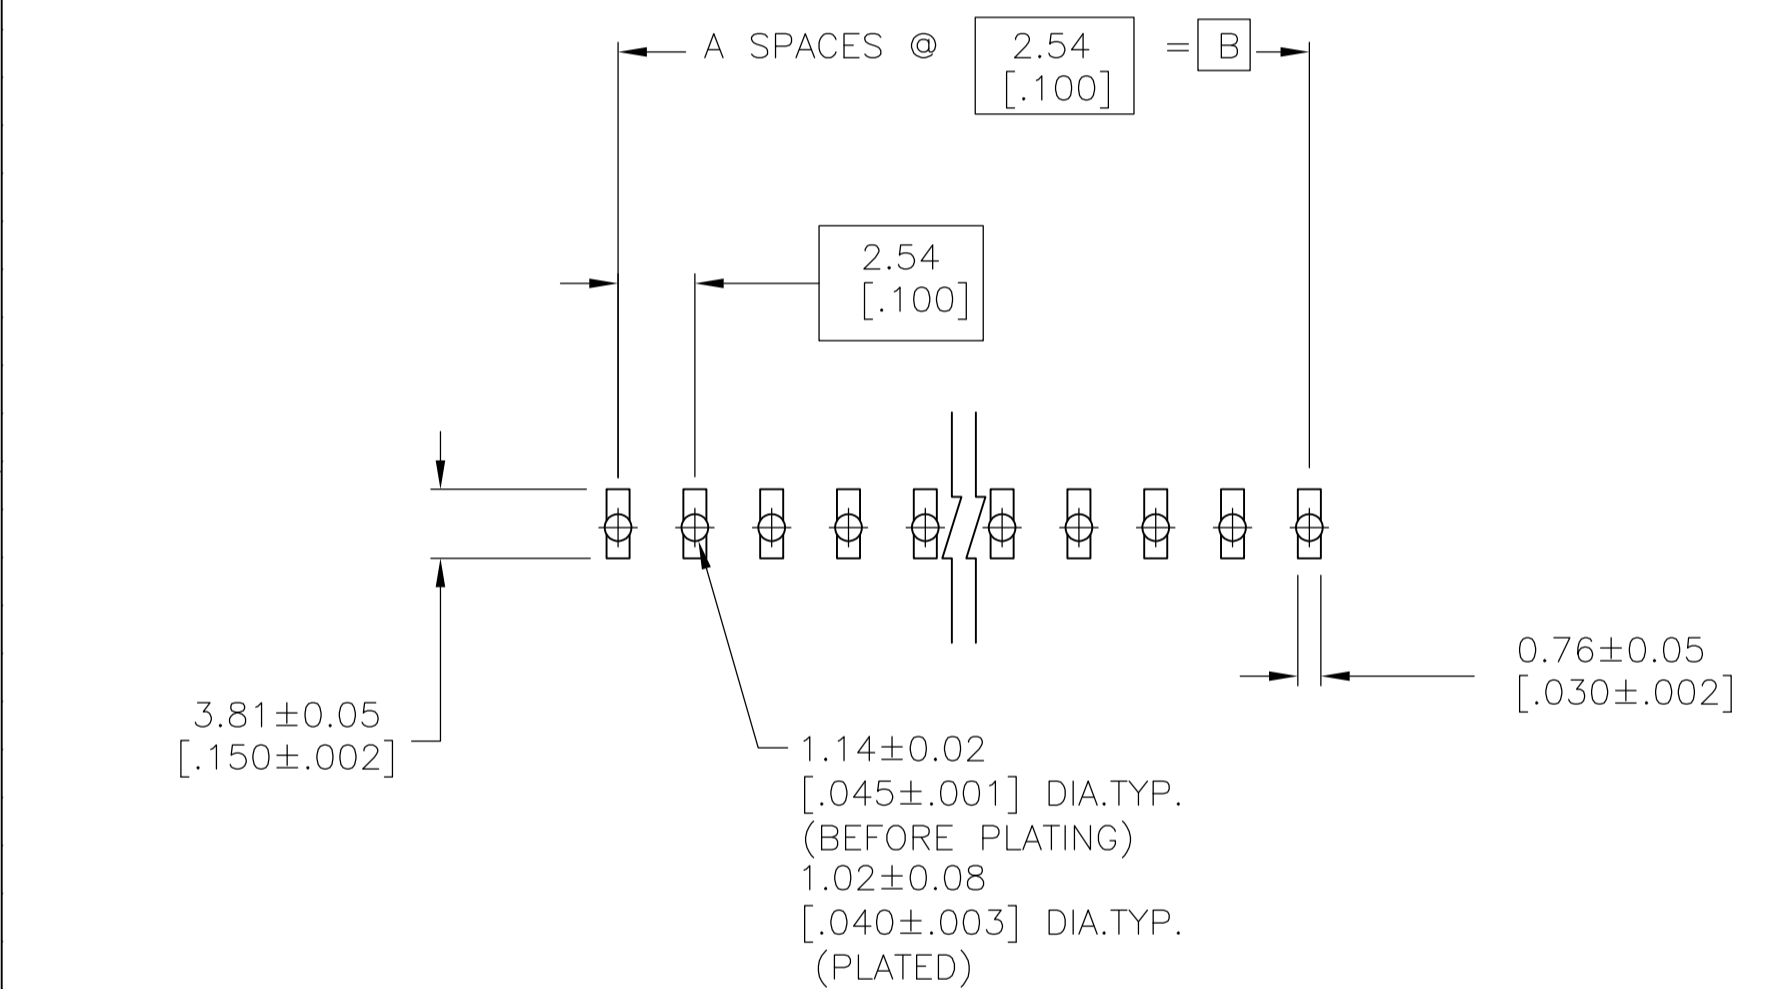 A SPACES @ 2.54 = B
[.100]
2.54
[.100]
0.76±0.05
[.030±.002]
3.81±0.05
[.150±.002]
1.14±0.02
[.045±.001] DIA.TYP.
(BEFORE PLATING)
1.02±0.08
[.040±.003] DIA.TYP.
(PLATED)